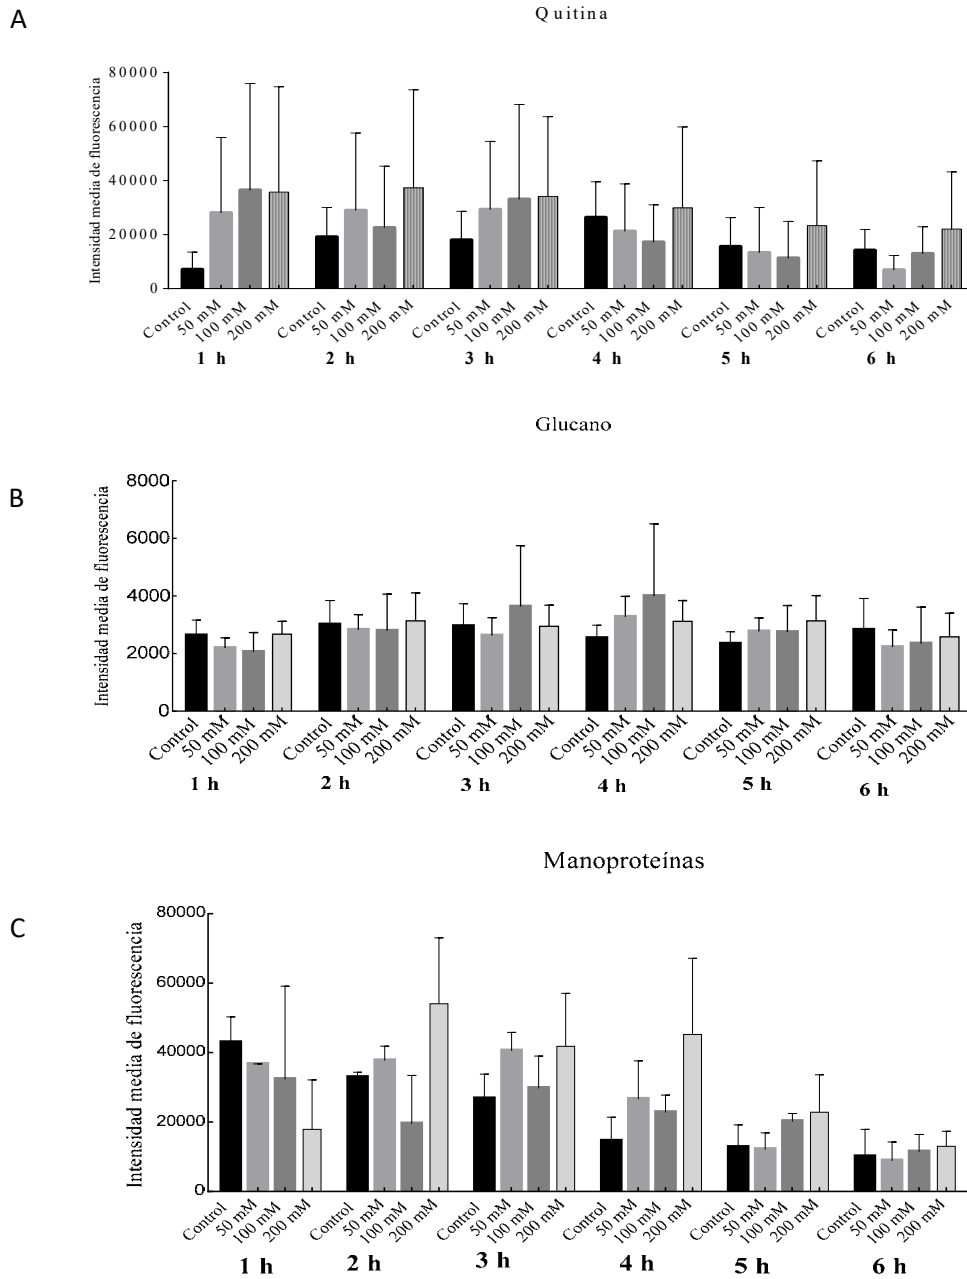 A
Quitina
Intensidad media de fluorescencia
80000
60000
40000
20000
0
Control 50 mM 100 mM 200 mM Control 50 mM 100 mM 200 mM Control 50 mM 100 mM 200 mM Control 50 mM 100 mM 200 mM Control 50 mM 100 mM 200 mM Control 50 mM 100 mM 200 mM
1 h 2 h 3 h 4 h 5 h 6 h
Glucano
B
Intensidad media de fluorescencia
8000
6000
4000
2000
0
Control 50 mM 100 mM 200 mM Control 50 mM 100 mM 200 mM Control 50 mM 100 mM 200 mM Control 50 mM 100 mM 200 mM Control 50 mM 100 mM 200 mM Control 50 mM 100 mM 200 mM
1 h 2 h 3 h 4 h 5 h 6 h
Manoproteínas
C
Intensidad media de fluorescencia
80000
60000
40000
20000
0
Control 50 mM 100 mM 200 mM Control 50 mM 100 mM 200 mM Control 50 mM 100 mM 200 mM Control 50 mM 100 mM 200 mM Control 50 mM 100 mM 200 mM Control 50 mM 100 mM 200 mM
1 h 2 h 3 h 4 h 5 h 6 h